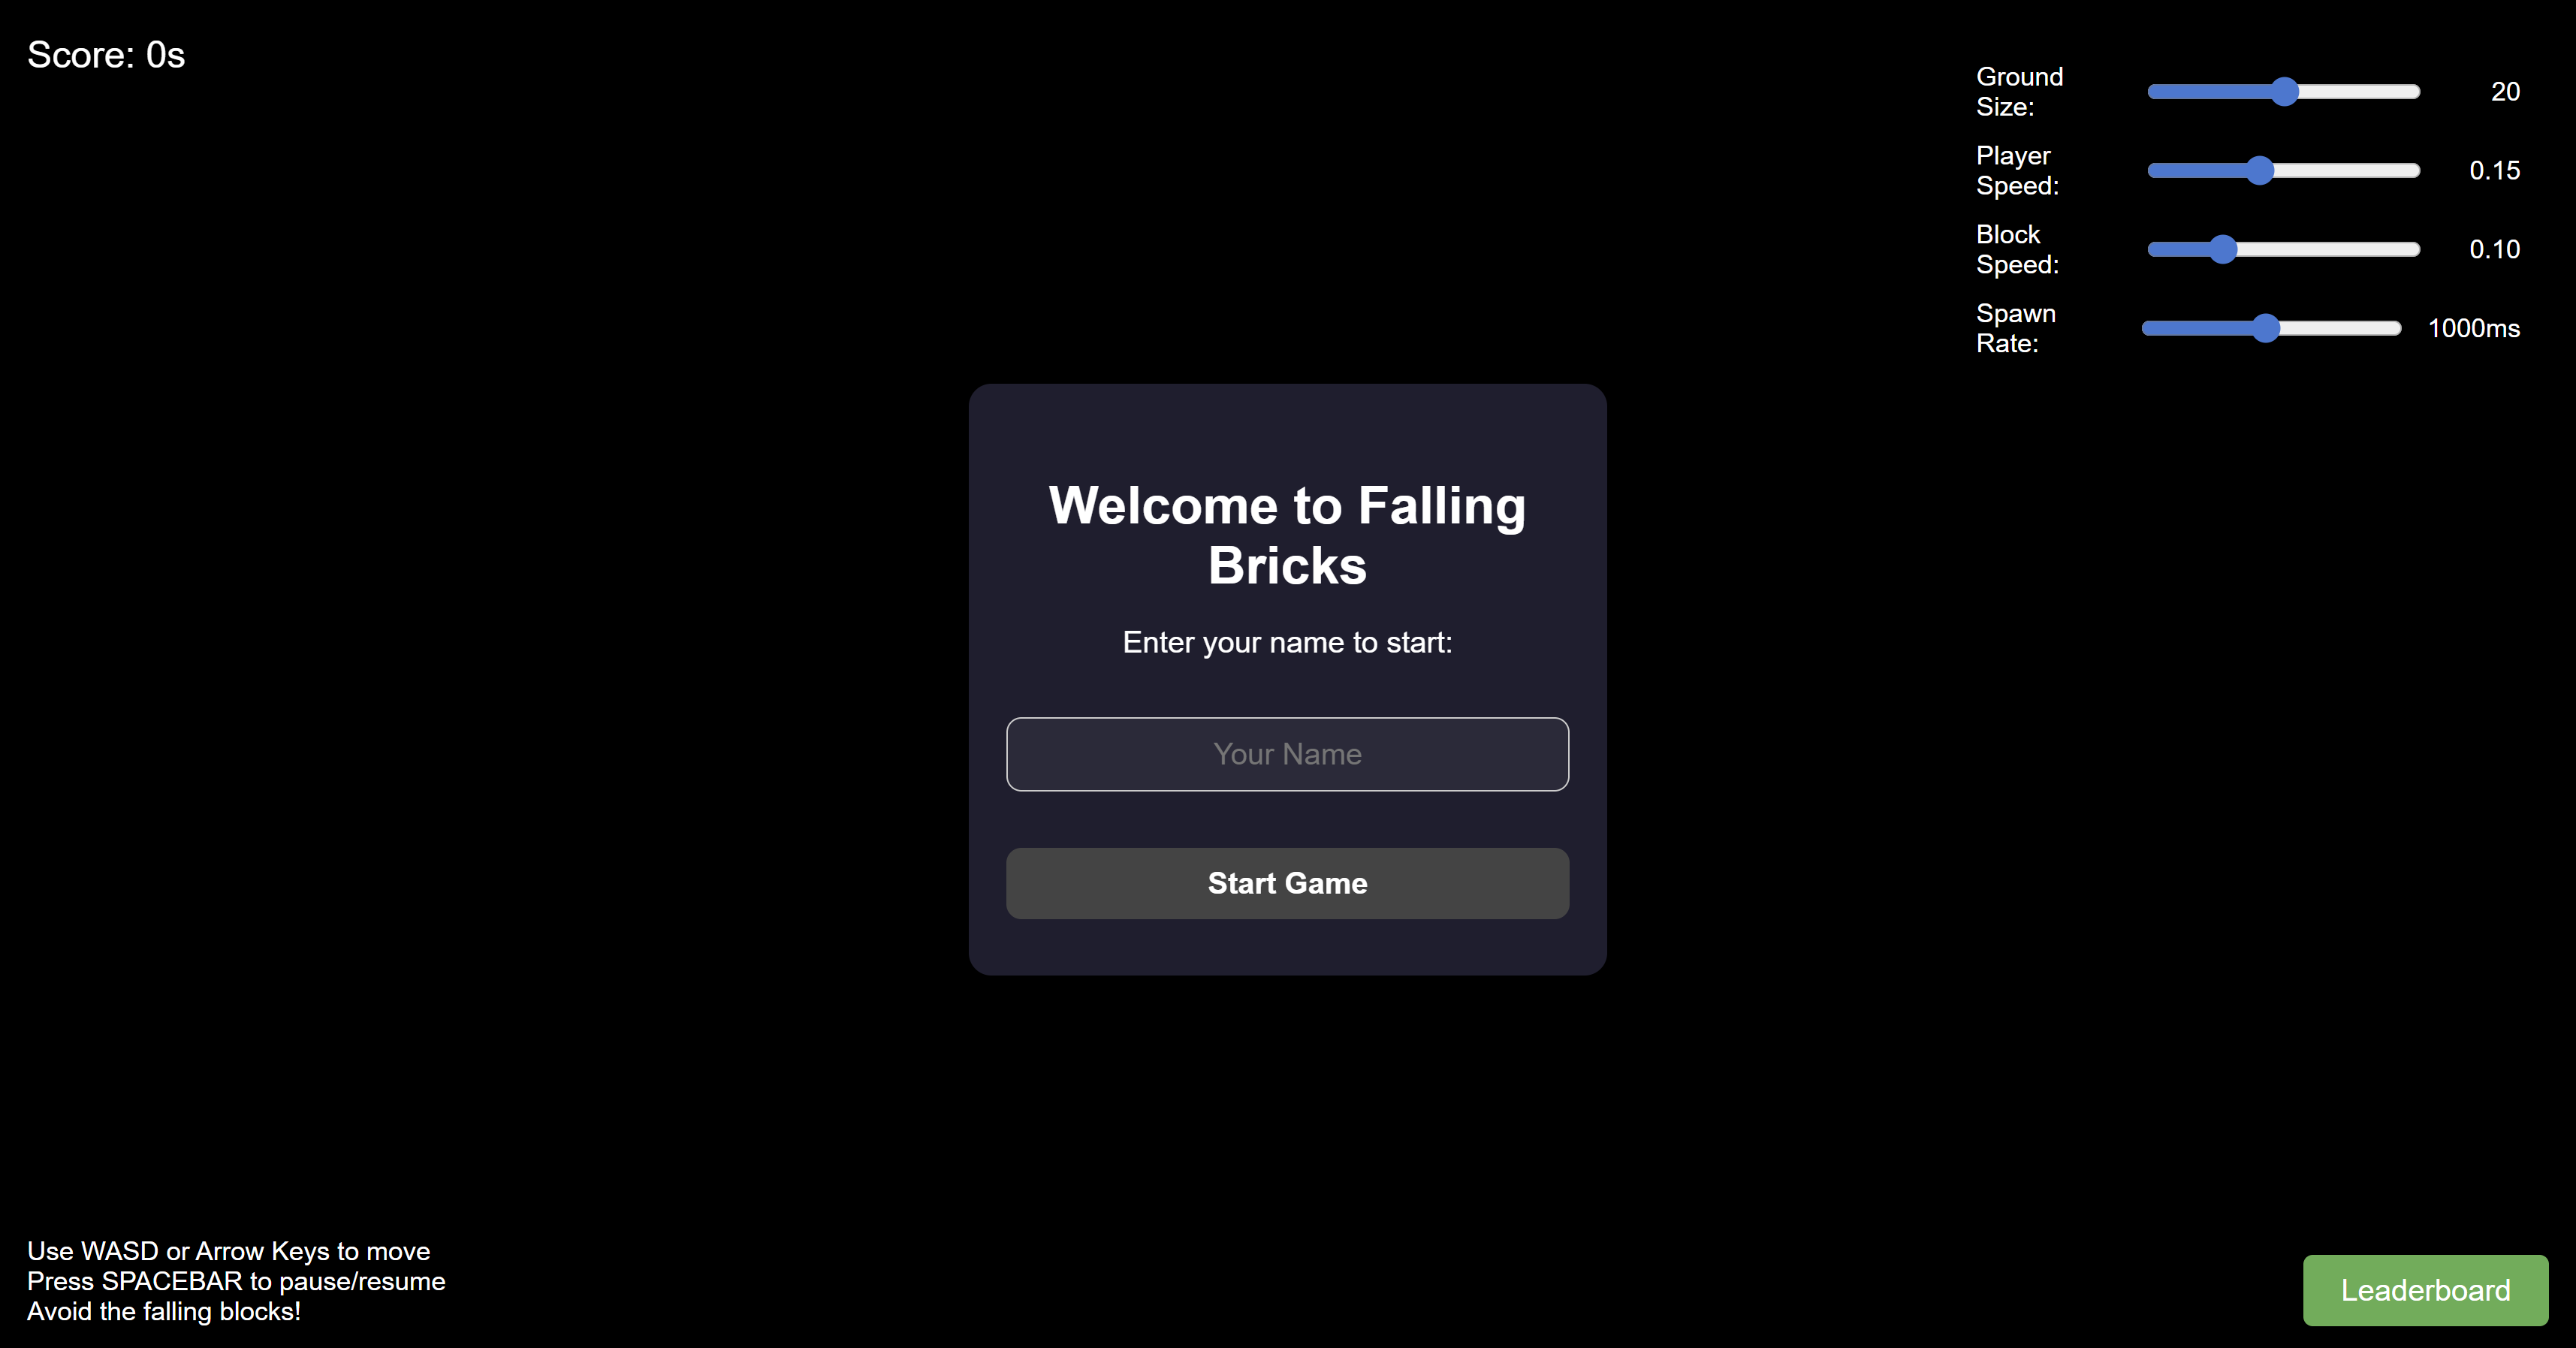 Score: 0s
Ground
Size:
20
Player
Speed:
0.15
Block
Speed:
0.10
Spawn
Rate:
1000ms
Welcome to Falling
Bricks
Enter your name to start:
Your Name
Start Game
Use WASD or Arrow Keys to move
Press SPACEBAR to pause/resume
Avoid the falling blocks!
Leaderboard